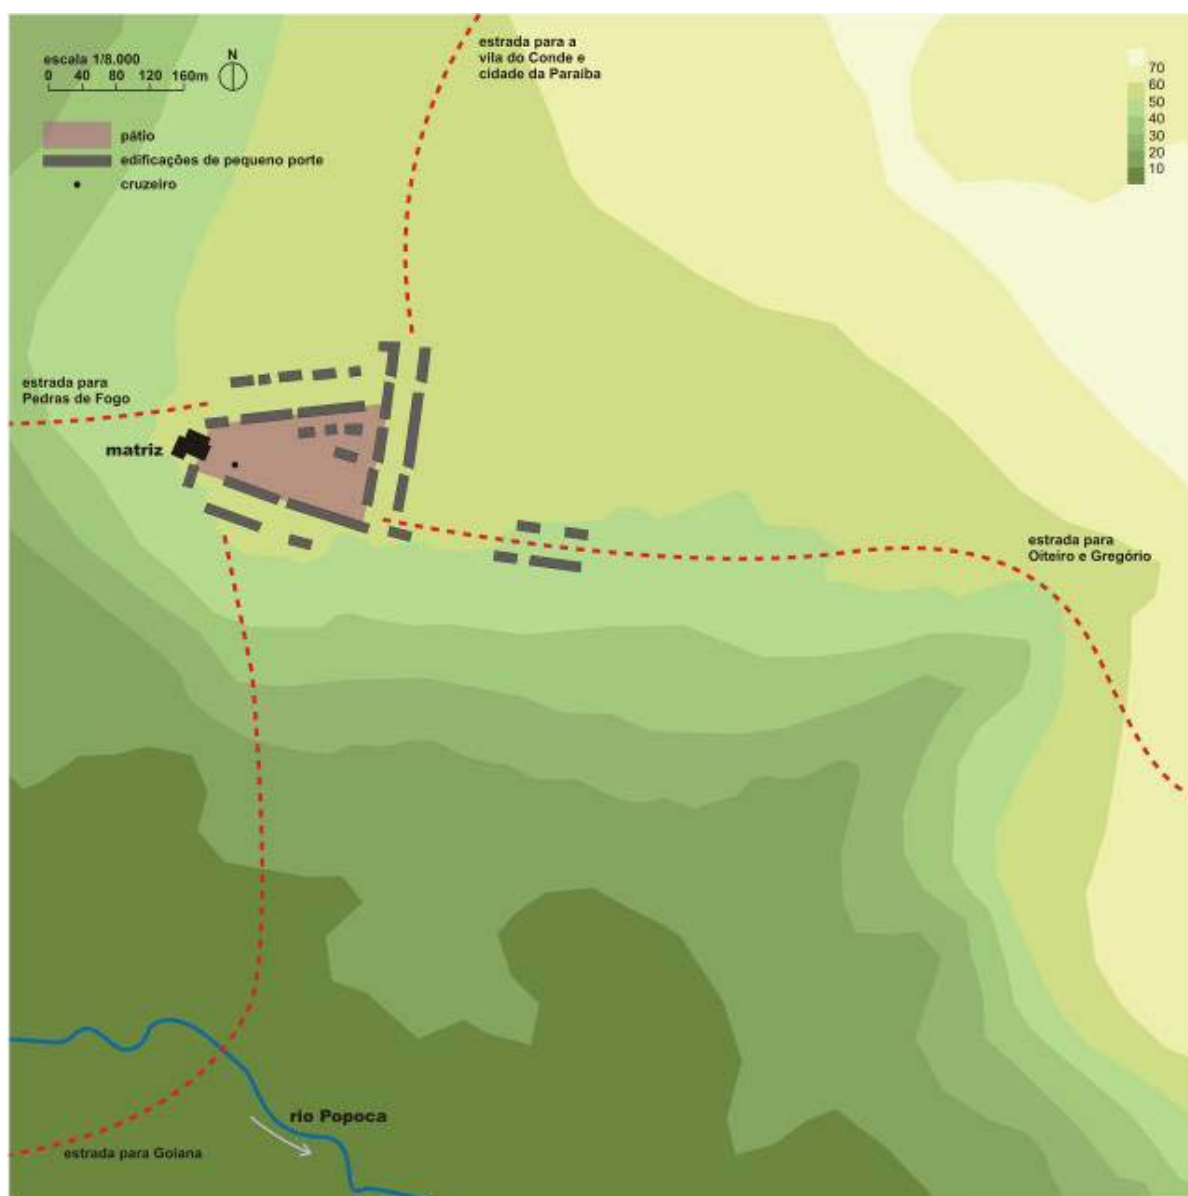 escala 1/8.000
0 40 80 120 160m
N
pátio
edificações de pequeno porte
cruzeiro
estrada para a
vila do Conde e
cidade da Paraíba
70
60
50
40
30
20
10
estrada para
Pedras de Fogo
matriz
estrada para
Oiteiro e Gregório
rio Popoca
estrada para Goiana